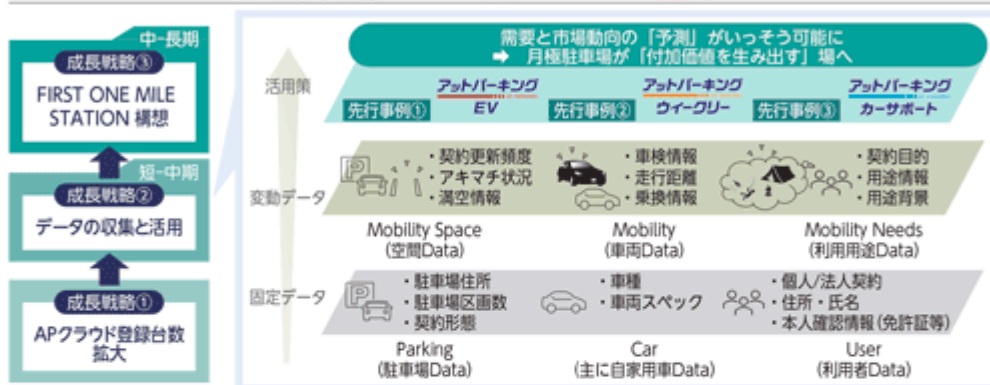 中-長期
成長戦略③
FIRST ONE MILE
STATION 構想
短-中期
成長戦略②
データの収集と活用
成長戦略①
APクラウド登録台数
拡大
需要と市場動向の「予測」がいっそう可能に
➡ 月極駐車場が「付加価値を生み出す」場へ
活用策
先行事例①
アットパーキング
EV
先行事例②
アットパーキング
ウィークリー
先行事例③
アットパーキング
カーサポート
変動データ
P
・契約更新頻度
・アキマチ状況
・満空情報
・車検情報
・走行距離
・乗換情報
・契約目的
・用途情報
・用途背景
Mobility Space
(空間Data)
Mobility
(車両Data)
Mobility Needs
(利用用途Data)
固定データ
P
・駐車場住所
・駐車場区画数
・契約形態
・車種
・車両スペック
・個人/法人契約
・住所・氏名
・本人確認情報(免許証等)
Parking
(駐車場Data)
Car
(主に自家用車Data)
User
(利用者Data)